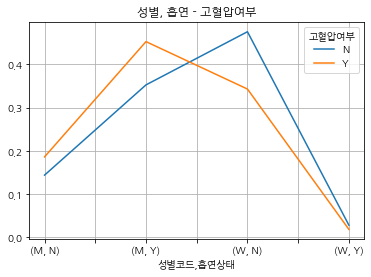 성별, 흡연 - 고혈압여부
고혈압여부
N
Y
0,4
0,3
0,2
0,1
0,0
(M, N)
(M, Y)
(W, N)
(W, Y)
성별코드,흡연상태